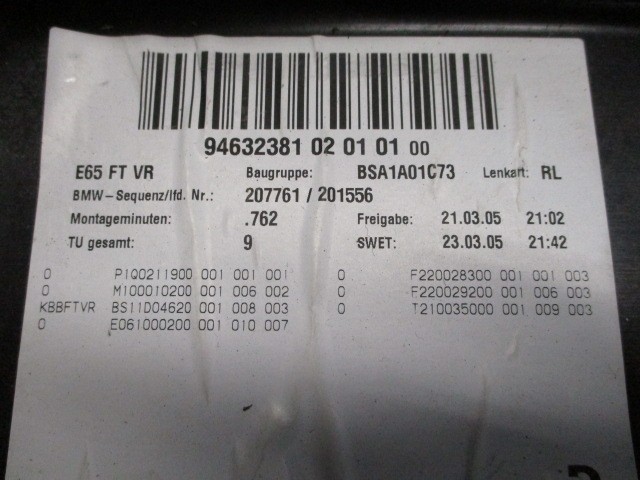 94632381 02 01 01 00
E65 FT VR Baugruppe: BSA1A01C73 Lenkart: RL
BMW-Sequenz/lfd. Nr.: 207761 / 201556
Montageminuten: .762 Freigabe: 21.03.05 21:02
TU gesamt: 9 SWET: 23.03.05 21:42
0 P1Q0211900 001 001 001 0 F220028300 001 001 003
0 M100010200 001 006 002 0 F220029200 001 006 003
KBBFTVR BS11D04620 001 008 003 0 T210035000 001 009 003
0 E061000200 001 010 007